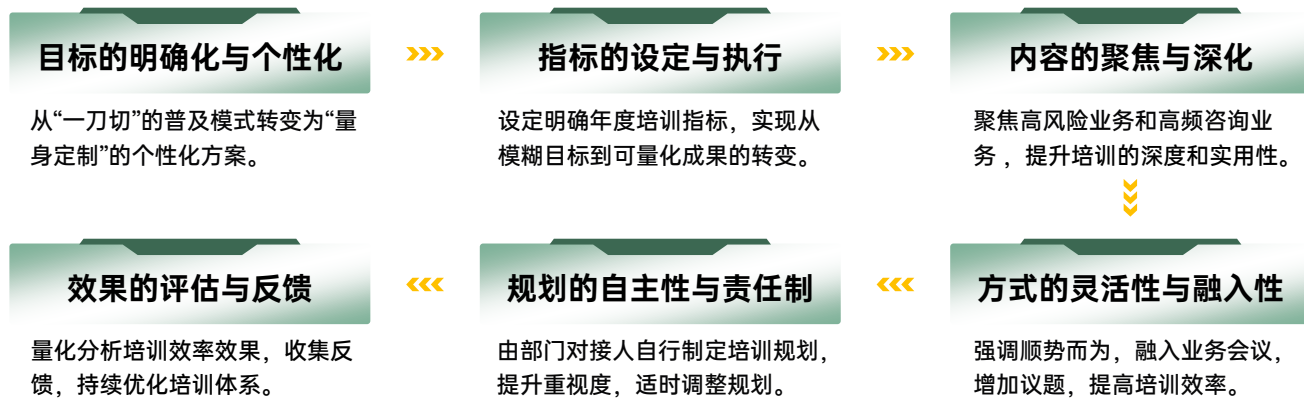 目标的明确化与个性化
从“一刀切”的普及模式转变为“量
身定制”的个性化方案。
指标的设定与执行
设定明确年度培训指标，实现从
模糊目标到可量化成果的转变。
内容的聚焦与深化
聚焦高风险业务和高频咨询业
务 ，提升培训的深度和实用性。
方式的灵活性与融入性
强调顺势而为，融入业务会议，
增加议题，提高培训效率。
规划的自主性与责任制
由部门对接人自行制定培训规划，
提升重视度，适时调整规划。
效果的评估与反馈
量化分析培训效率效果，收集反
馈，持续优化培训体系。